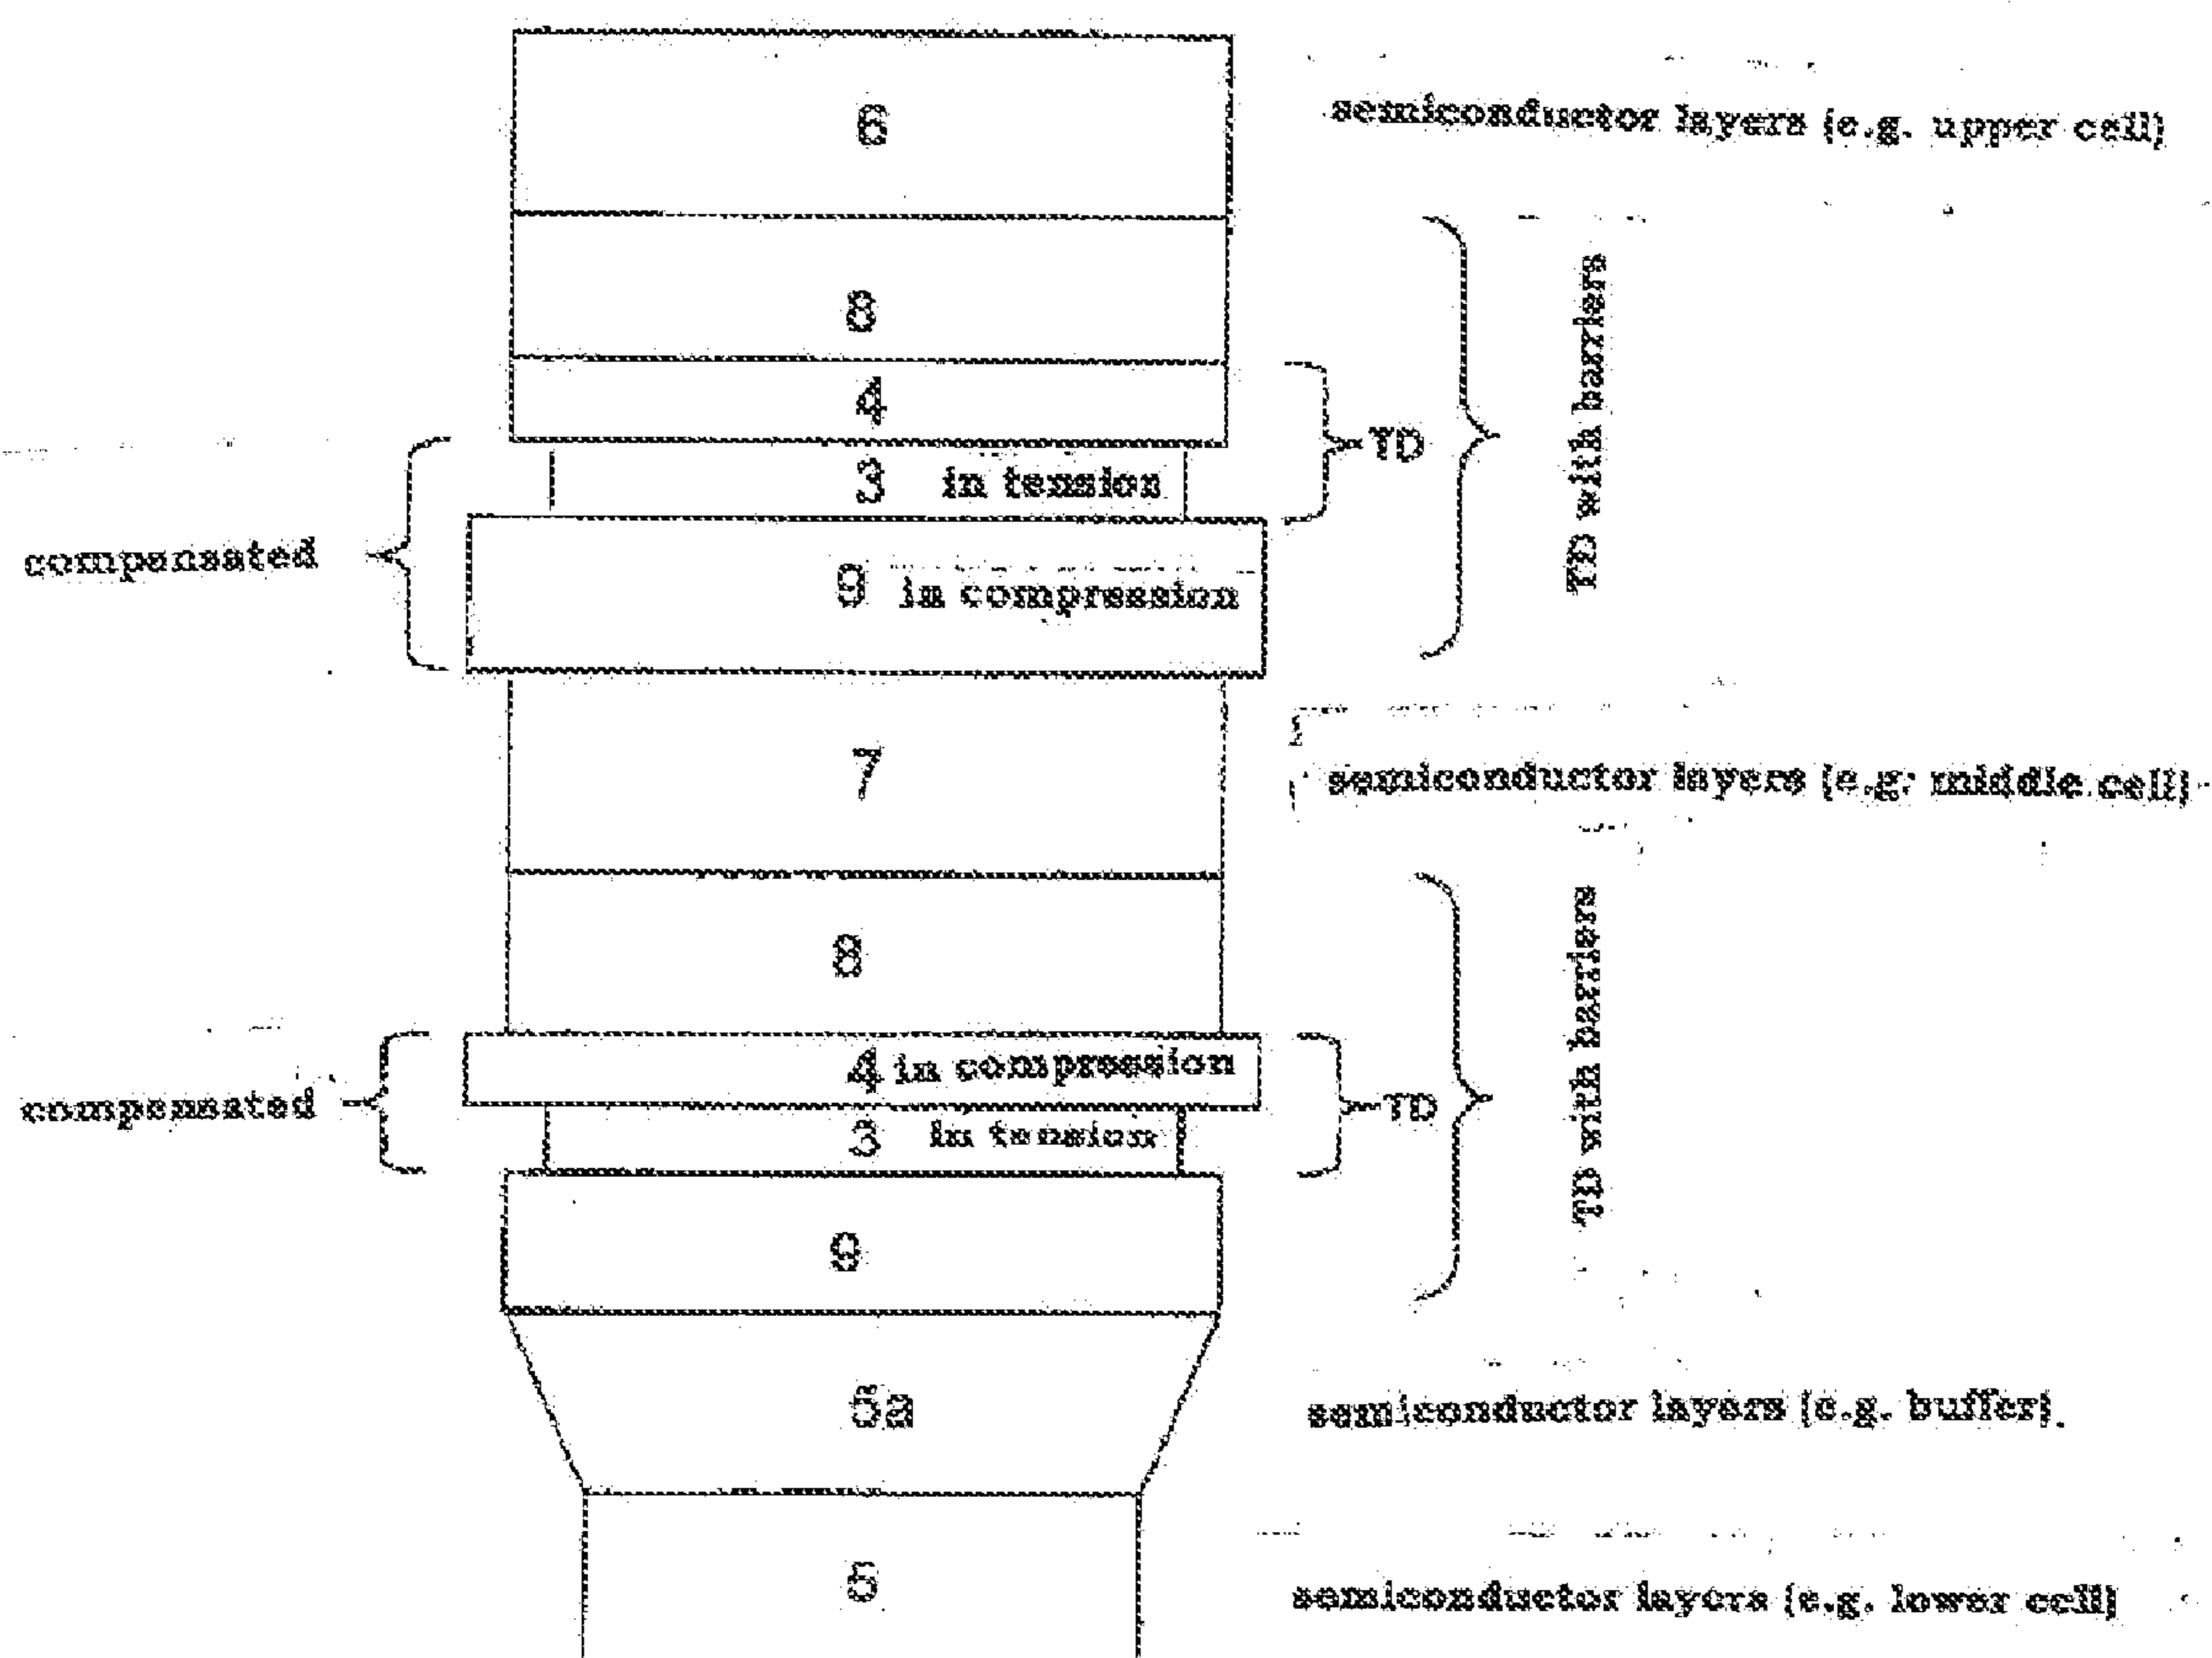 6
semiconductor layers (e.g. upper cell)
8
4
TD
TD with barriers
3 in tension
compensated
9 in compression
7
semiconductor layers (e.g. middle cell)
8
4 in compression
compensated
TD
TD with barriers
3 in tension
9
5a
semiconductor layers (e.g. buffer)
5
semiconductor layers (e.g. lower cell)